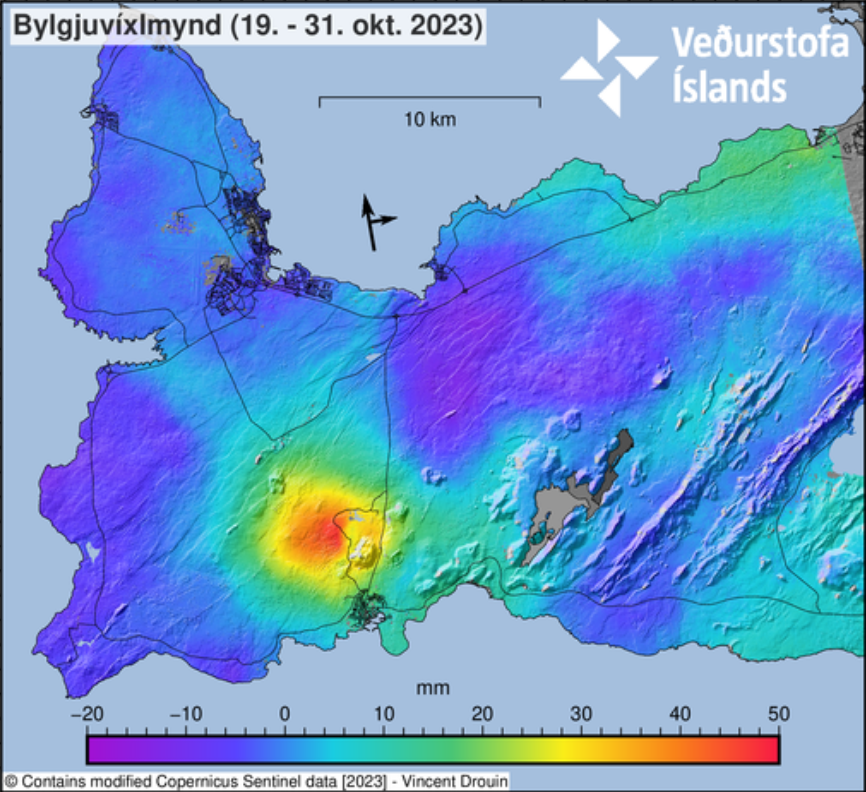 Bylgjuvíxlmynd (19. - 31. okt. 2023)
Veðurstofa
Íslands
10 km
mm
−20 −10 0 10 20 30 40 50
© Contains modified Copernicus Sentinel data [2023] - Vincent Drouin